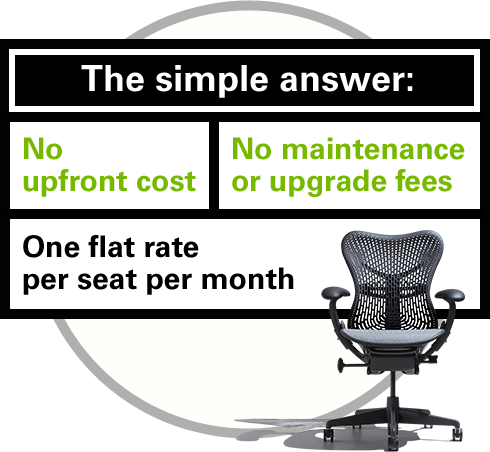 The simple answer:
No
upfront cost
No maintenance
or upgrade fees
One flat rate
per seat per month